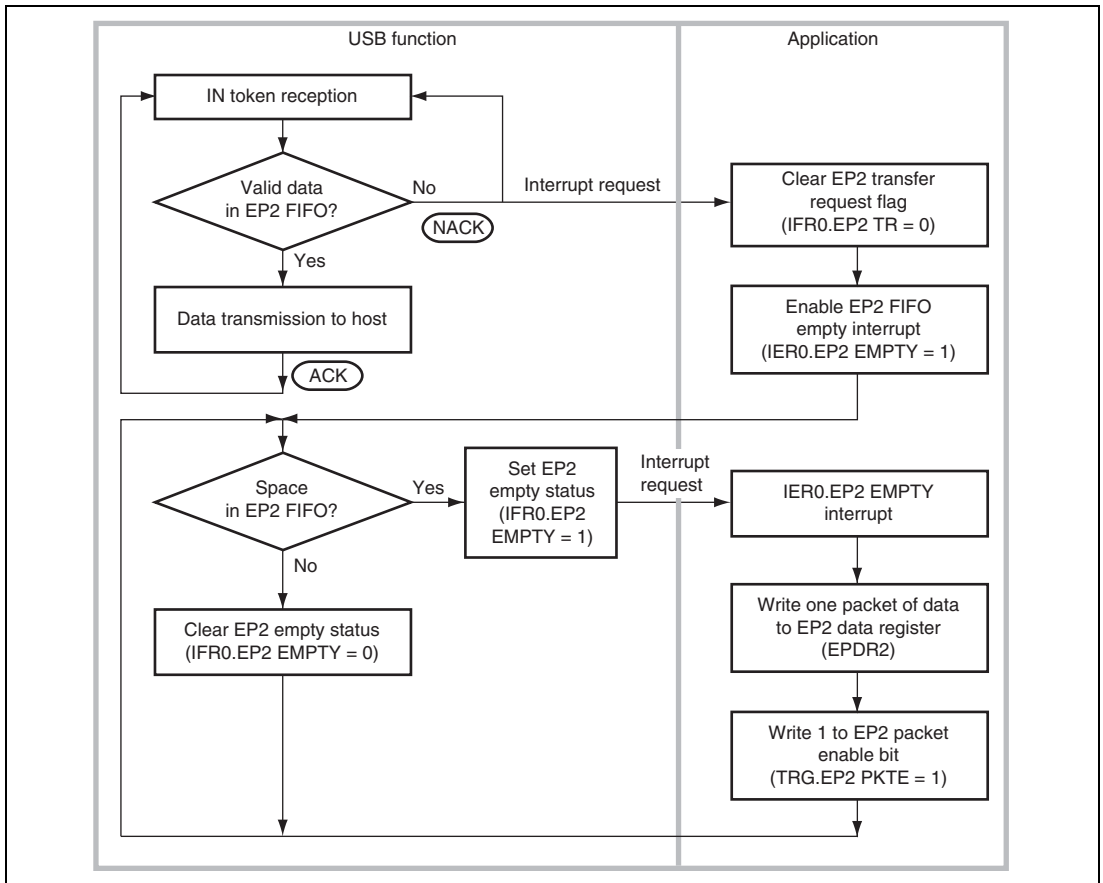 USB function
Application
IN token reception
Valid data
in EP2 FIFO?
No
NACK
Interrupt request
Clear EP2 transfer
request flag
(IFR0.EP2 TR = 0)
Yes
Data transmission to host
ACK
Enable EP2 FIFO
empty interrupt
(IER0.EP2 EMPTY = 1)
Space
in EP2 FIFO?
Yes
Set EP2
empty status
(IFR0.EP2
EMPTY = 1)
Interrupt
request
IER0.EP2 EMPTY
interrupt
No
Clear EP2 empty status
(IFR0.EP2 EMPTY = 0)
Write one packet of data
to EP2 data register
(EPDR2)
Write 1 to EP2 packet
enable bit
(TRG.EP2 PKTE = 1)